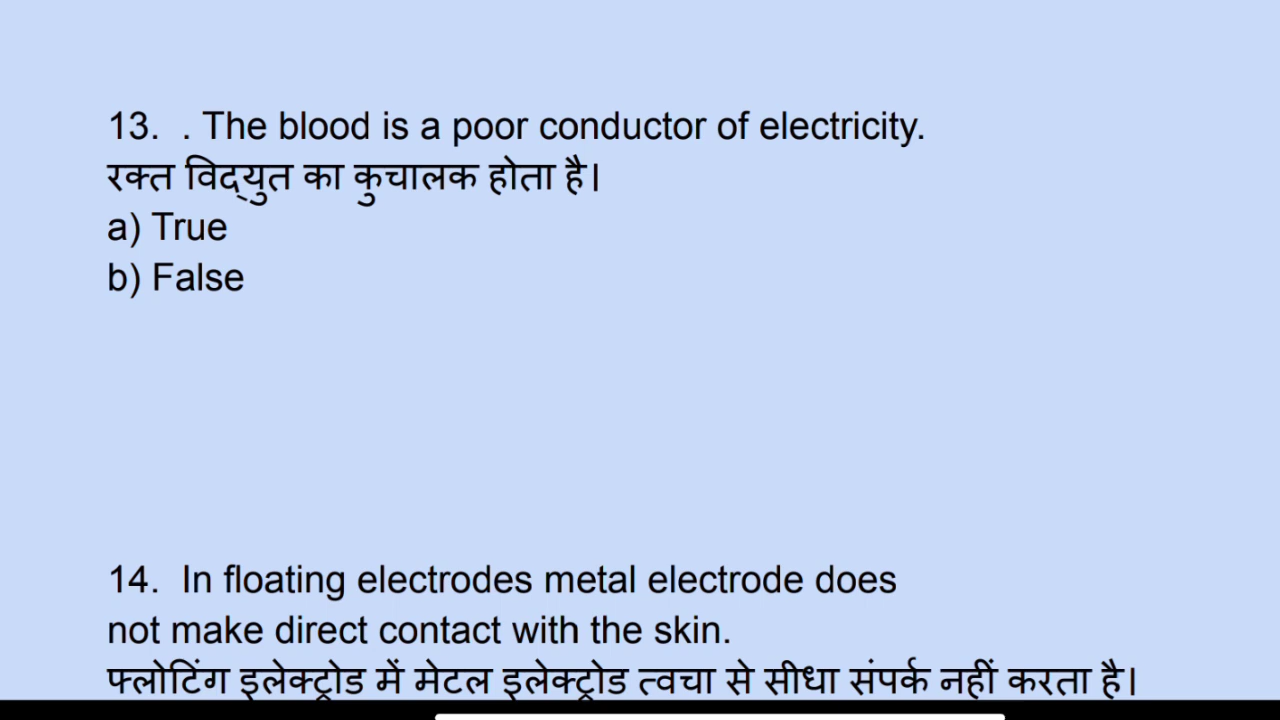 13. . The blood is a poor conductor of electricity.
रक्त विद्युत का कुचालक होता है।
a) True
b) False
14. In floating electrodes metal electrode does
not make direct contact with the skin.
फ्लोटिंग इलेक्ट्रोड में मेटल इलेक्ट्रोड त्वचा से सीधा संपर्क नहीं करता है।